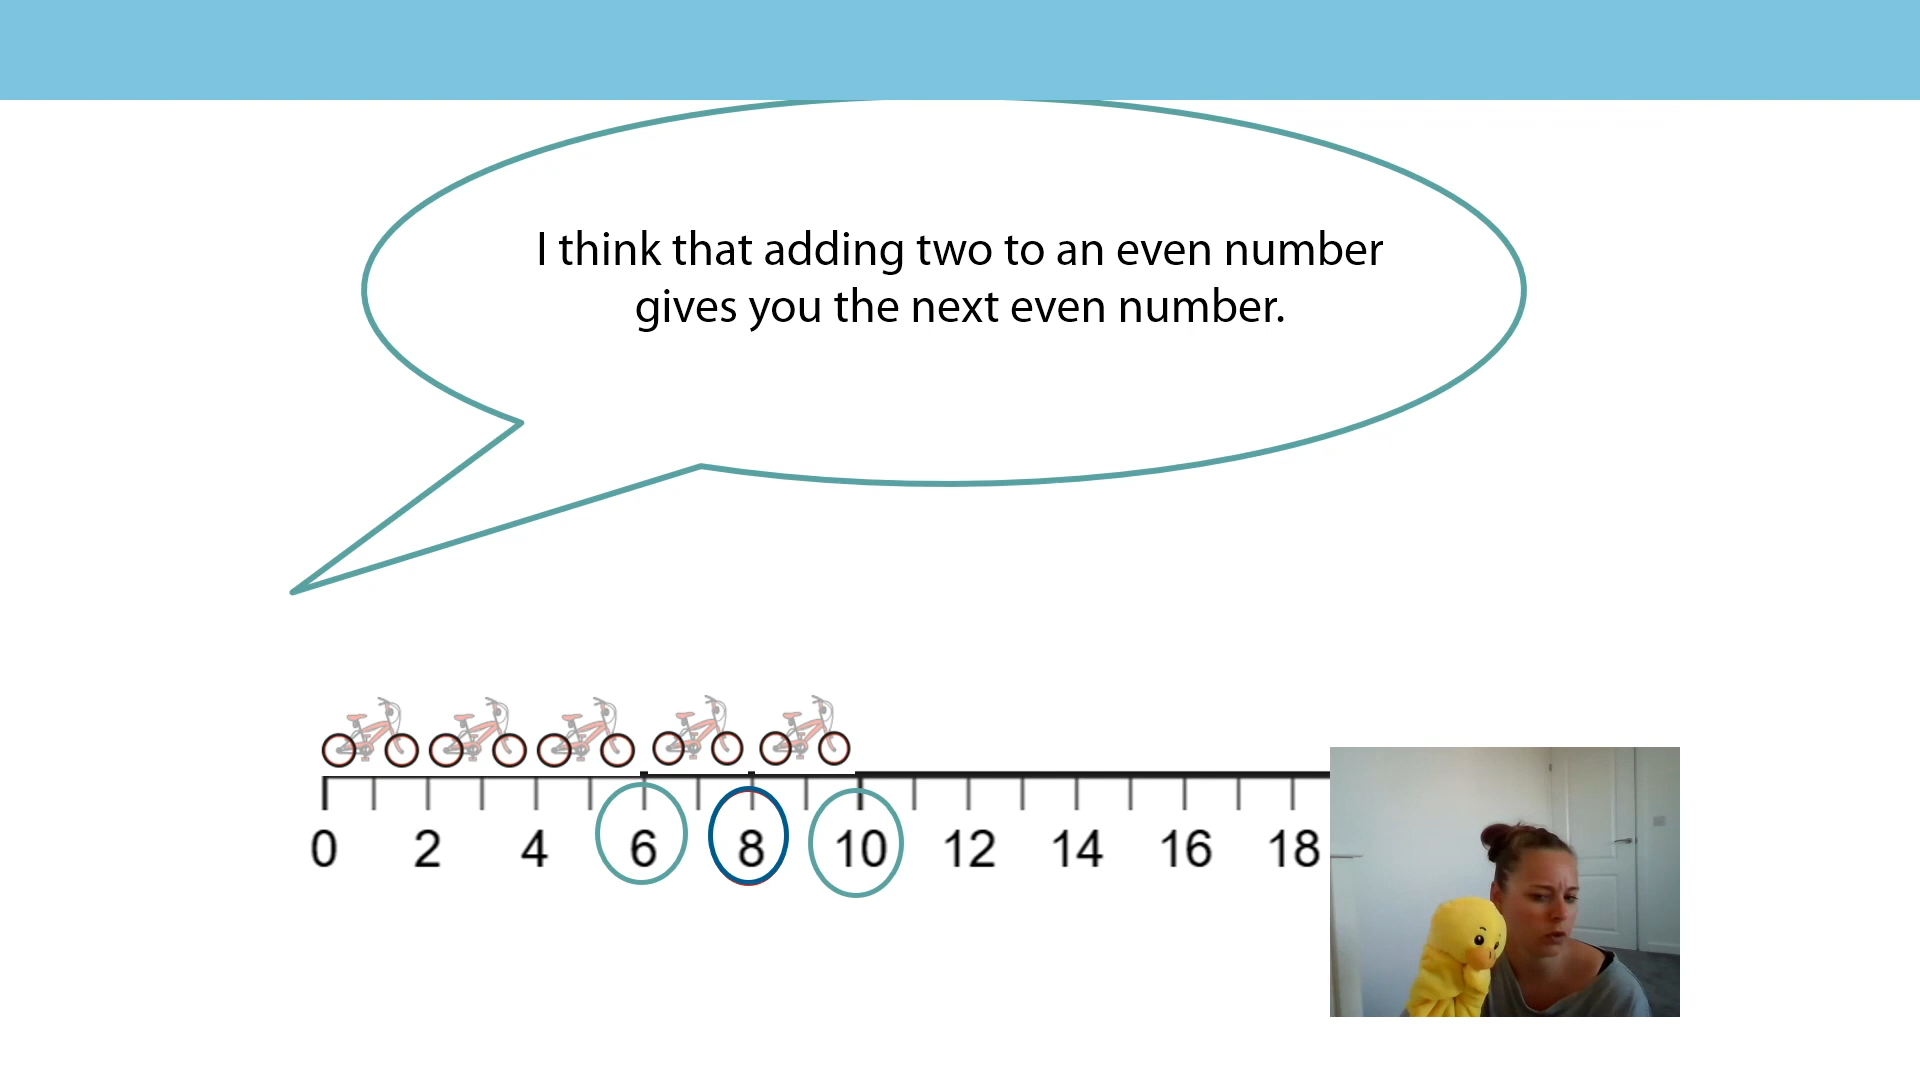 I think that adding two to an even number
gives you the next even number.
0 2 4 6 8 10 12 14 16 18